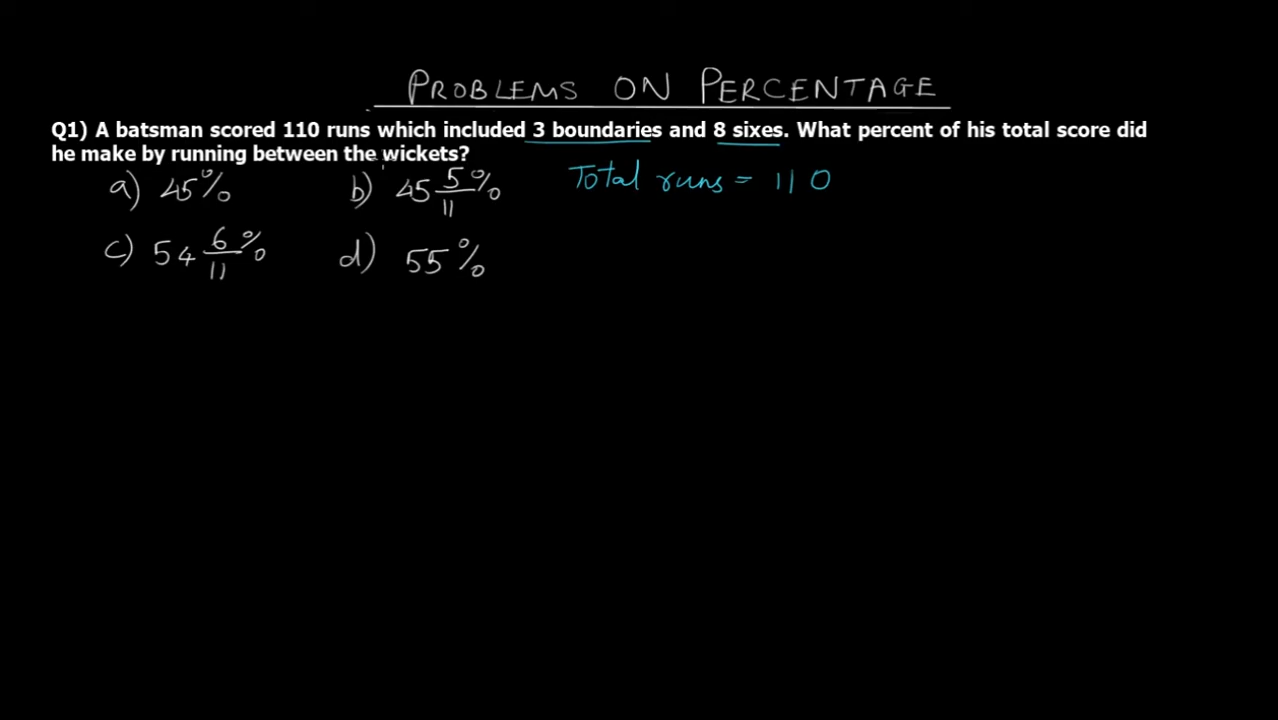 PROBLEMS ON PERCENTAGE
Q1) A batsman scored 110 runs which included 3 boundaries and 8 sixes. What percent of his total score did
he make by running between the wickets?
Total runs = 110
a) 45% b) 45 5/11 %
c) 54 6/11 % d) 55%